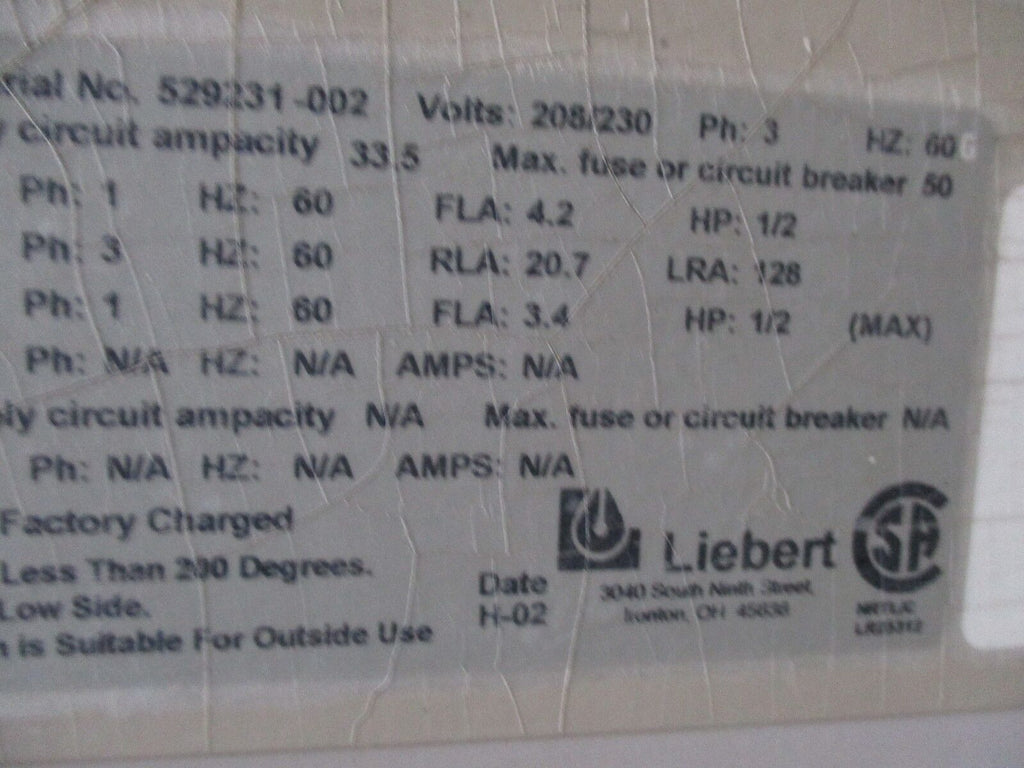 rial No. 529231-002 Volts: 208/230 Ph: 3 HZ: 60
y circuit ampacity 33.5 Max. fuse or circuit breaker 50
Ph: 1 HZ: 60 FLA: 4.2 HP: 1/2
Ph: 3 HZ: 60 RLA: 20.7 LRA: 128
Ph: 1 HZ: 60 FLA: 3.4 HP: 1/2 (MAX)
Ph: N/A HZ: N/A AMPS: N/A
ly circuit ampacity N/A Max. fuse or circuit breaker N/A
Ph: N/A HZ: N/A AMPS: N/A
Factory Charged
Less Than 200 Degrees.
Low Side.
n is Suitable For Outside Use
Date
H-02
Liebert
3040 South Ninth Street,
Ironton, OH 45638
SA
NRTL/C